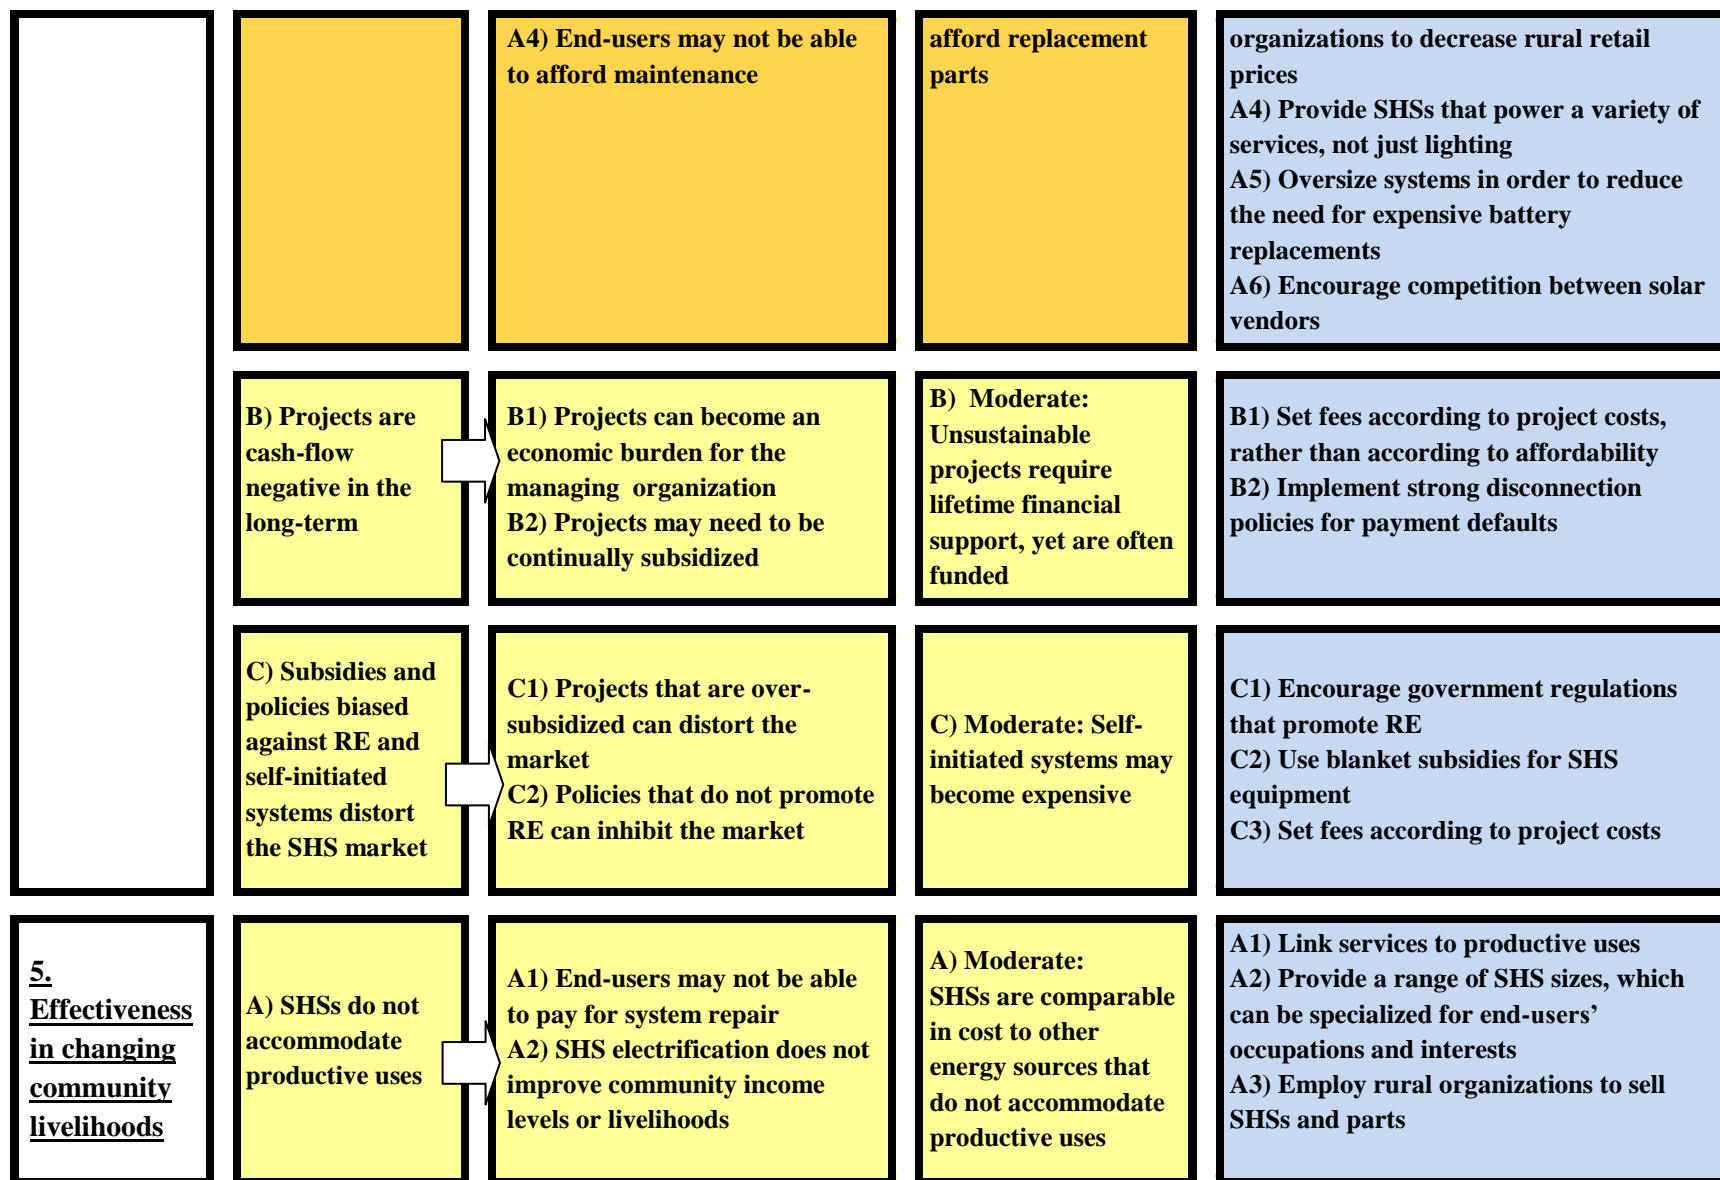 A4) End-users may not be able
to afford maintenance
afford replacement
parts
organizations to decrease rural retail
prices
A4) Provide SHSs that power a variety of
services, not just lighting
A5) Oversize systems in order to reduce
the need for expensive battery
replacements
A6) Encourage competition between solar
vendors
B) Projects are
cash-flow
negative in the
long-term
B1) Projects can become an
economic burden for the
managing organization
B2) Projects may need to be
continually subsidized
B) Moderate:
Unsustainable
projects require
lifetime financial
support, yet are often
funded
B1) Set fees according to project costs,
rather than according to affordability
B2) Implement strong disconnection
policies for payment defaults
C) Subsidies and
policies biased
against RE and
self-initiated
systems distort
the SHS market
C1) Projects that are over-
subsidized can distort the
market
C2) Policies that do not promote
RE can inhibit the market
C) Moderate: Self-
initiated systems may
become expensive
C1) Encourage government regulations
that promote RE
C2) Use blanket subsidies for SHS
equipment
C3) Set fees according to project costs
5.
Effectiveness
in changing
community
livelihoods
A) SHSs do not
accommodate
productive uses
A1) End-users may not be able
to pay for system repair
A2) SHS electrification does not
improve community income
levels or livelihoods
A) Moderate:
SHSs are comparable
in cost to other
energy sources that
do not accommodate
productive uses
A1) Link services to productive uses
A2) Provide a range of SHS sizes, which
can be specialized for end-users’
occupations and interests
A3) Employ rural organizations to sell
SHSs and parts